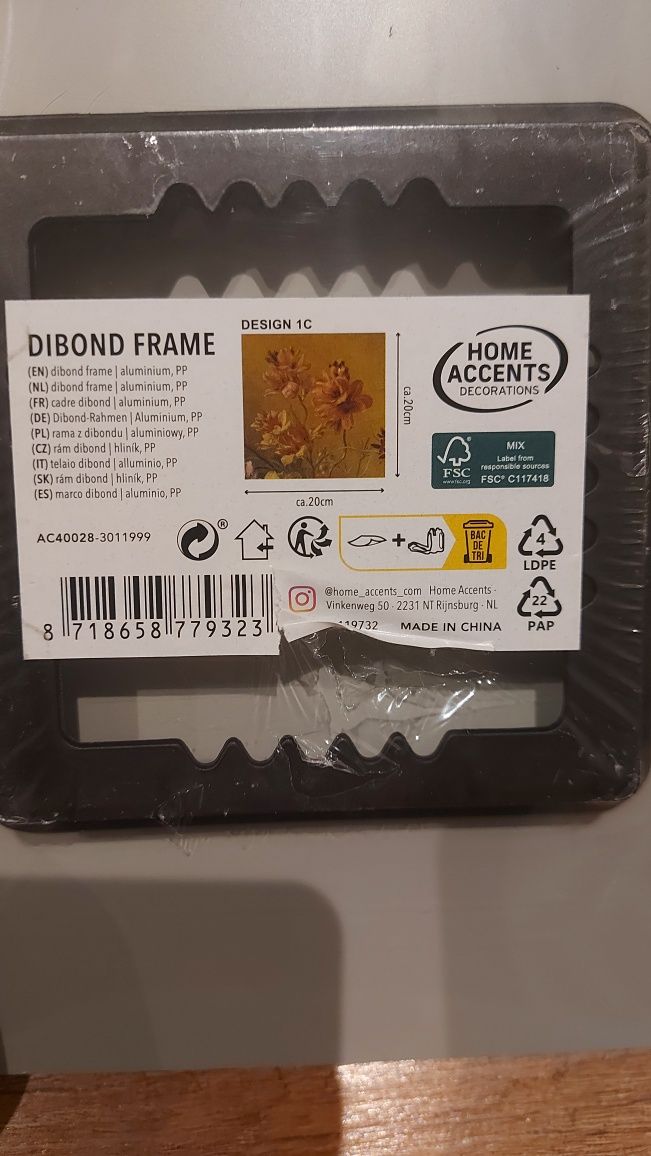 DIBOND FRAME
(EN) dibond frame | aluminium, PP
(NL) dibond frame | aluminium, PP
(FR) cadre dibond | aluminium, PP
(DE) Dibond-Rahmen | Aluminium, PP
(PL) rama z dibondu | aluminiowy, PP
(CZ) rám dibond | hliník, PP
(IT) telaio dibond | alluminio, PP
(SK) rám dibond | hliník, PP
(ES) marco dibond | aluminio, PP
AC40028-3011999
DESIGN 1C
ca.20cm
ca.20cm
HOME
ACCENTS
DECORATIONS
FSC
www.fsc.org
MIX
Label from
responsible sources
FSC® C117418
®
+
BAC
DE
TRI
4
LDPE
22
PAP
8 718658 779323
@home_accents_com Home Accents -
Vinkenweg 50 - 2231 NT Rijnsburg - NL
119732 MADE IN CHINA